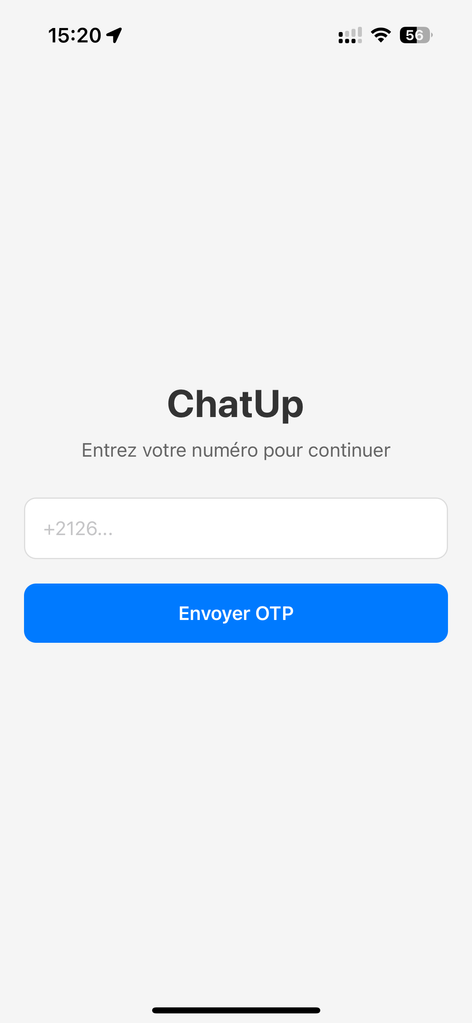 15:20
56
ChatUp
Entrez votre numéro pour continuer
+2126...
Envoyer OTP